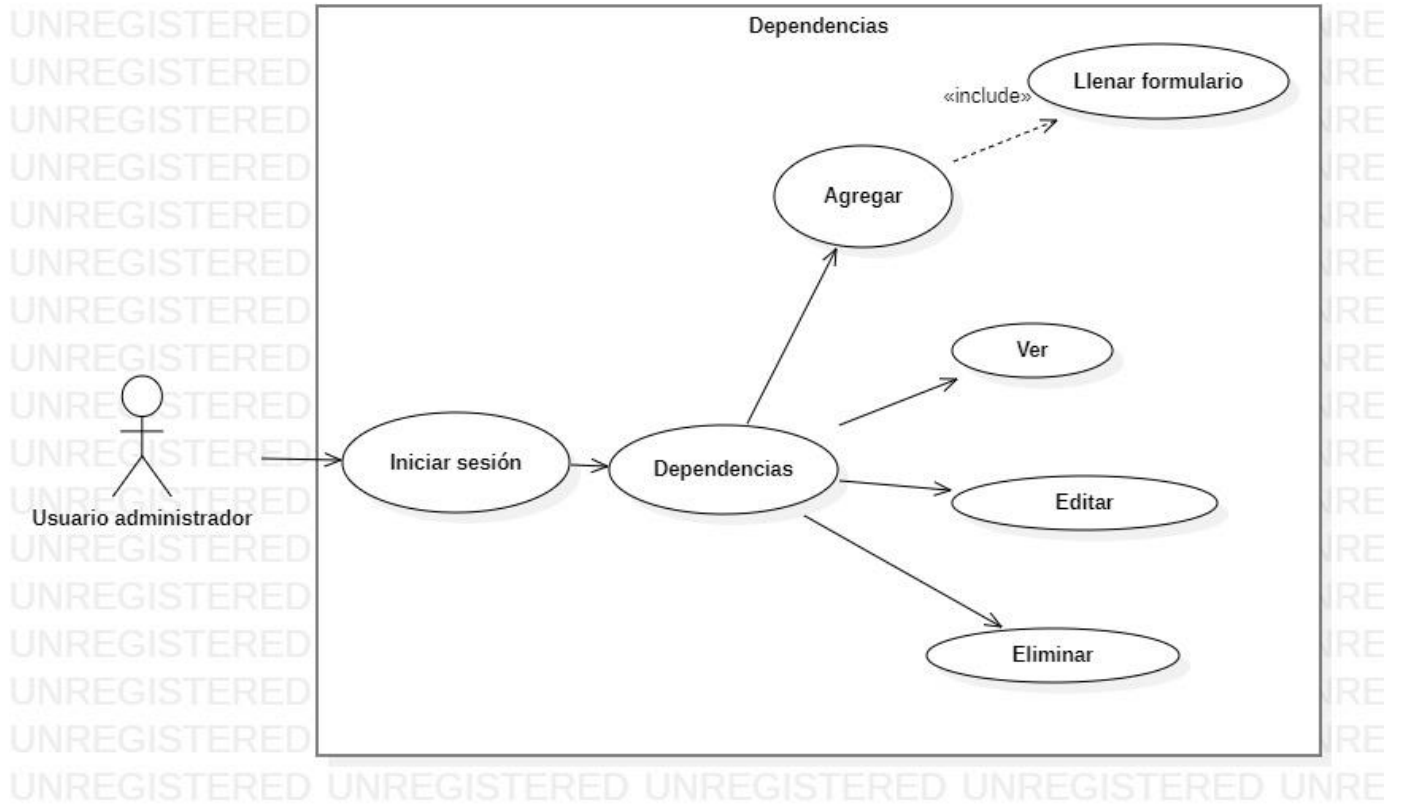 Dependencias
Llenar formulario
«include»
Agregar
Ver
Iniciar sesión
Dependencias
Editar
Usuario administrador
Eliminar
UNREGISTERED UNREGISTERED UNREGISTERED UNREGISTERED UNRE